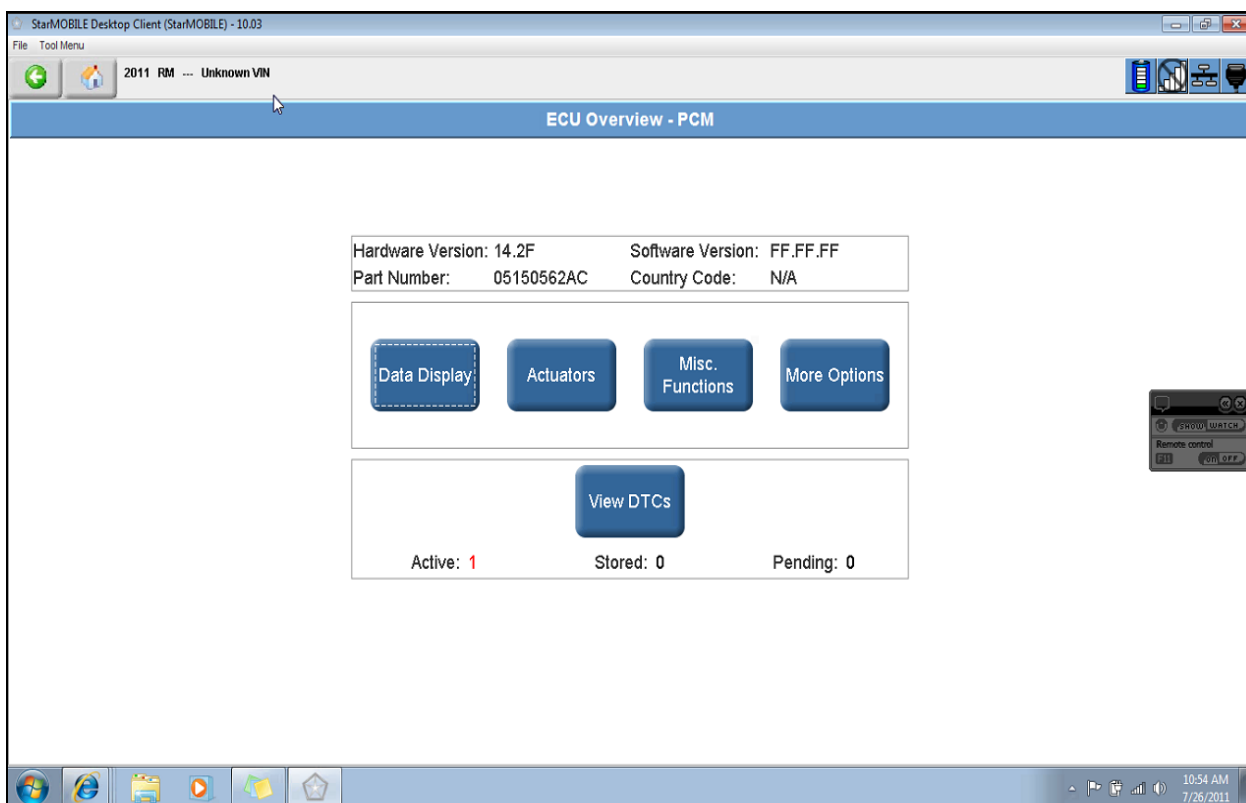 StarMOBILE Desktop Client (StarMOBILE) - 10.03
File Tool Menu
2011 RM --- Unknown VIN
ECU Overview - PCM
Hardware Version: 14.2F Software Version: FF.FF.FF
Part Number: 05150562AC Country Code: N/A
Data Display
Actuators
Misc.
Functions
More Options
View DTCs
Active: 1 Stored: 0 Pending: 0
SHOW WATCH
Remote control
F11 on OFF
10:54 AM
7/26/2011